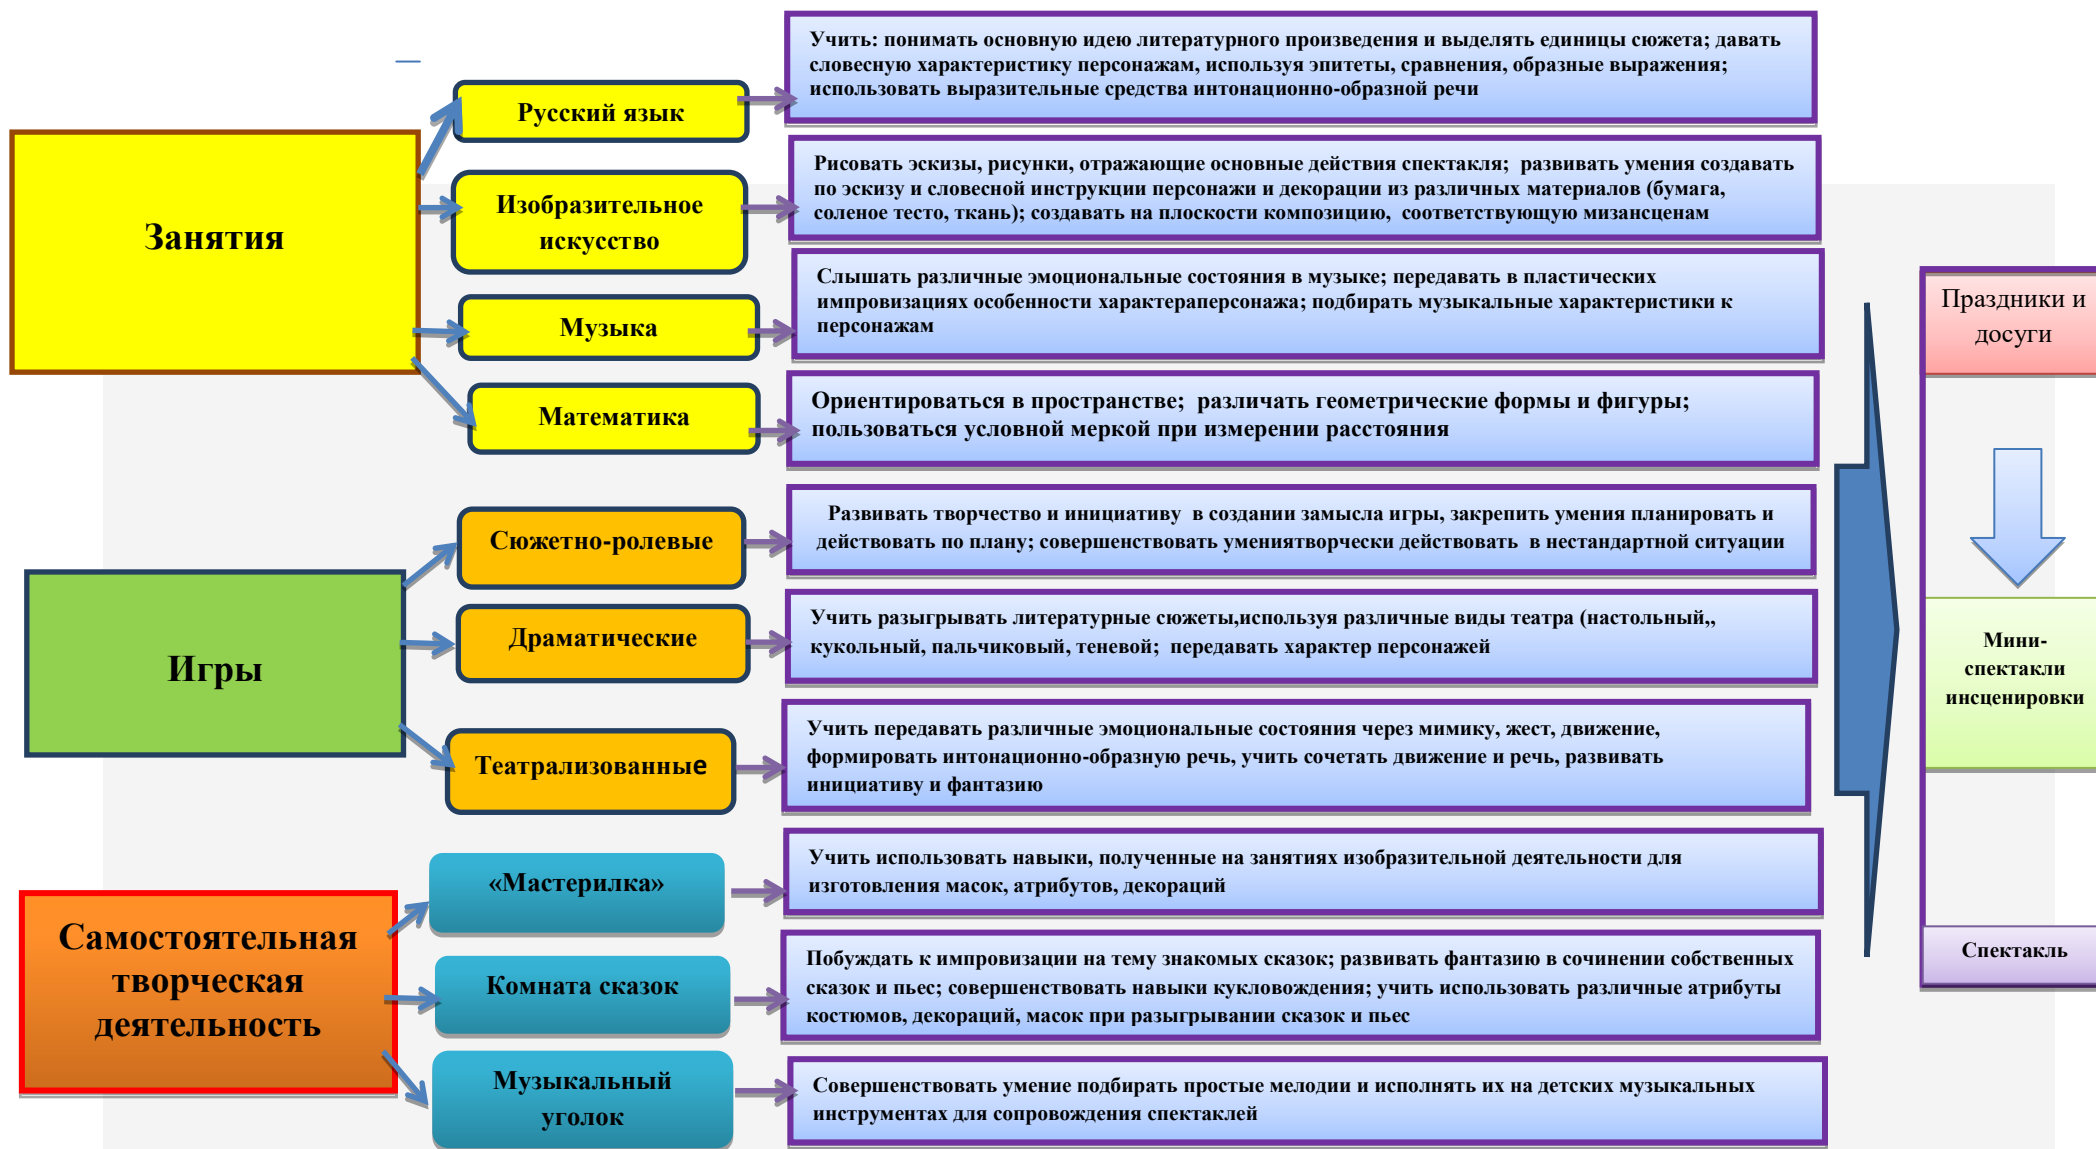 Занятия
Русский язык
Учить: понимать основную идею литературного произведения и выделять единицы сюжета; давать
словесную характеристику персонажам, используя эпитеты, сравнения, образные выражения;
использовать выразительные средства интонационно-образной речи
Изобразительное
искусство
Рисовать эскизы, рисунки, отражающие основные действия спектакля; развивать умения создавать
по эскизу и словесной инструкции персонажи и декорации из различных материалов (бумага,
соленое тесто, ткань); создавать на плоскости композицию, соответствующую мизансценам
Музыка
Слышать различные эмоциональные состояния в музыке; передавать в пластических
импровизациях особенности характераперсонажа; подбирать музыкальные характеристики к
персонажам
Математика
Ориентироваться в пространстве; различать геометрические формы и фигуры;
пользоваться условной меркой при измерении расстояния
Игры
Сюжетно-ролевые
Развивать творчество и инициативу в создании замысла игры, закрепить умения планировать и
действовать по плану; совершенствовать умениятворчески действовать в нестандартной ситуации
Драматические
Учить разыгрывать литературные сюжеты,используя различные виды театра (настольный,,
кукольный, пальчиковый, теневой; передавать характер персонажей
Театрализованные
Учить передавать различные эмоциональные состояния через мимику, жест, движение,
формировать интонационно-образную речь, учить сочетать движение и речь, развивать
инициативу и фантазию
Самостоятельная
творческая
деятельность
«Мастерилка»
Учить использовать навыки, полученные на занятиях изобразительной деятельности для
изготовления масок, атрибутов, декораций
Комната сказок
Побуждать к импровизации на тему знакомых сказок; развивать фантазию в сочинении собственных
сказок и пьес; совершенствовать навыки кукловождения; учить использовать различные атрибуты
костюмов, декораций, масок при разыгрывании сказок и пьес
Музыкальный
уголок
Совершенствовать умение подбирать простые мелодии и исполнять их на детских музыкальных
инструментах для сопровождения спектаклей
Праздники и
досуги
Мини-
спектакли
инсценировки
Спектакль